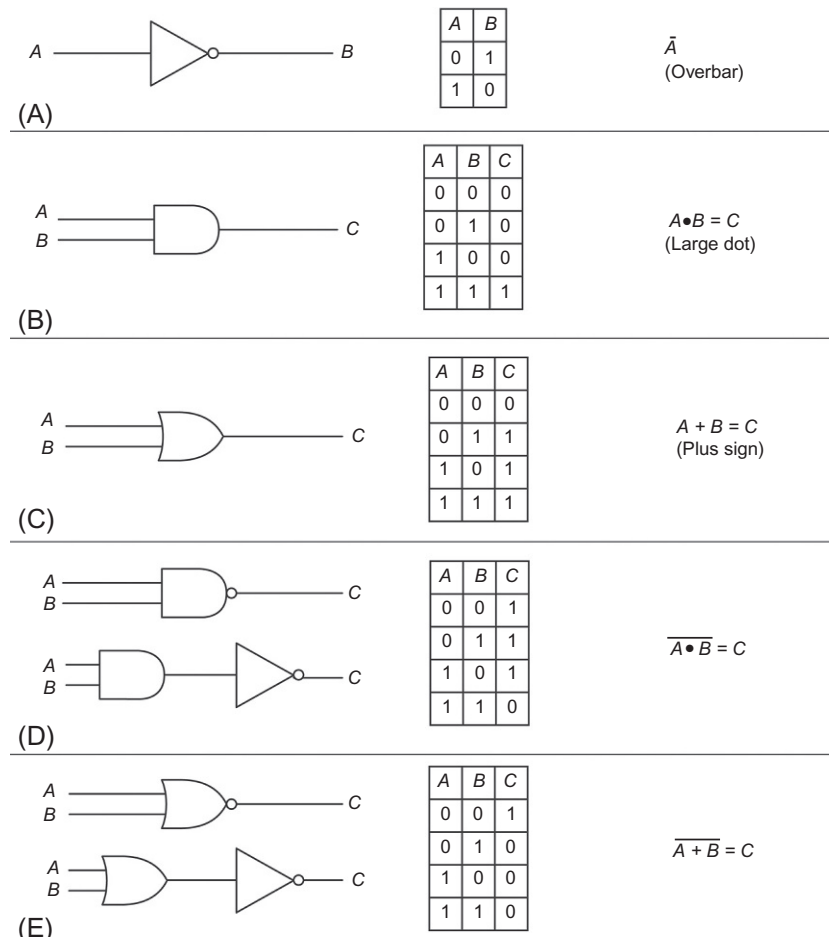 A B
A B
0 1
1 0
Ā
(Overbar)
(A)
A
B
C
A B C
0 0 0
0 1 0
1 0 0
1 1 1
A•B = C
(Large dot)
(B)
A
B
C
A B C
0 0 0
0 1 1
1 0 1
1 1 1
A + B = C
(Plus sign)
(C)
A
B
C
A
B
C
A B C
0 0 1
0 1 1
1 0 1
1 1 0
A̅ ̅•̅ ̅B̅ = C
(D)
A
B
C
A
B
C
A B C
0 0 1
0 1 0
1 0 0
1 1 0
A̅ ̅+̅ ̅B̅ = C
(E)